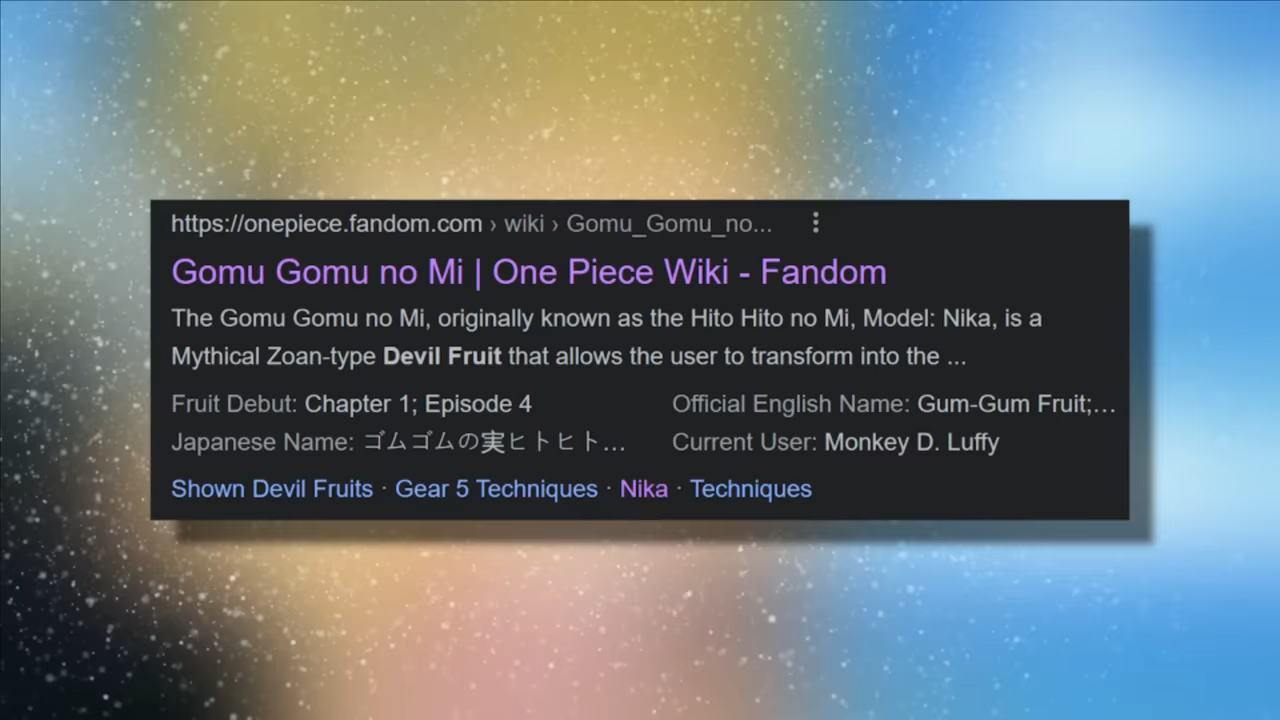 https://onepiece.fandom.com › wiki › Gomu_Gomu_no...
Gomu Gomu no Mi | One Piece Wiki - Fandom
The Gomu Gomu no Mi, originally known as the Hito Hito no Mi, Model: Nika, is a
Mythical Zoan-type Devil Fruit that allows the user to transform into the ...
Fruit Debut: Chapter 1; Episode 4 Official English Name: Gum-Gum Fruit;...
Japanese Name: ゴムゴムの実ヒトヒト... Current User: Monkey D. Luffy
Shown Devil Fruits · Gear 5 Techniques · Nika · Techniques